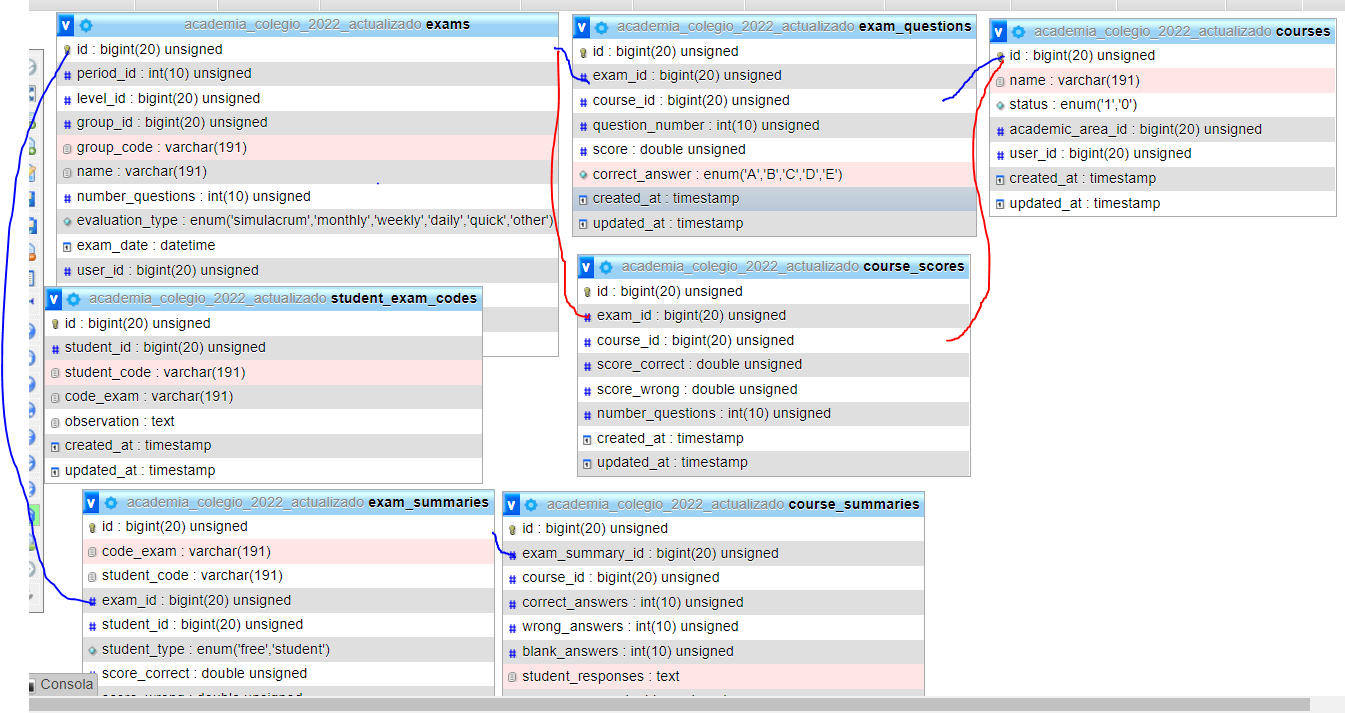 academia_colegio_2022_actualizado exams
id : bigint(20) unsigned
period_id : int(10) unsigned
level_id : bigint(20) unsigned
group_id : bigint(20) unsigned
group_code : varchar(191)
name : varchar(191)
number_questions : int(10) unsigned
evaluation_type : enum('simulacrum','monthly','weekly','daily','quick','other')
exam_date : datetime
user_id : bigint(20) unsigned
academia_colegio_2022_actualizado exam_questions
id : bigint(20) unsigned
exam_id : bigint(20) unsigned
course_id : bigint(20) unsigned
question_number : int(10) unsigned
score : double unsigned
correct_answer : enum('A','B','C','D','E')
created_at : timestamp
updated_at : timestamp
academia_colegio_2022_actualizado courses
id : bigint(20) unsigned
name : varchar(191)
status : enum('1','0')
academic_area_id : bigint(20) unsigned
user_id : bigint(20) unsigned
created_at : timestamp
updated_at : timestamp
academia_colegio_2022_actualizado student_exam_codes
id : bigint(20) unsigned
student_id : bigint(20) unsigned
student_code : varchar(191)
code_exam : varchar(191)
observation : text
created_at : timestamp
updated_at : timestamp
academia_colegio_2022_actualizado course_scores
id : bigint(20) unsigned
exam_id : bigint(20) unsigned
course_id : bigint(20) unsigned
score_correct : double unsigned
score_wrong : double unsigned
number_questions : int(10) unsigned
created_at : timestamp
updated_at : timestamp
academia_colegio_2022_actualizado exam_summaries
id : bigint(20) unsigned
code_exam : varchar(191)
student_code : varchar(191)
exam_id : bigint(20) unsigned
student_id : bigint(20) unsigned
student_type : enum('free','student')
score_correct : double unsigned
academia_colegio_2022_actualizado course_summaries
id : bigint(20) unsigned
exam_summary_id : bigint(20) unsigned
course_id : bigint(20) unsigned
correct_answers : int(10) unsigned
wrong_answers : int(10) unsigned
blank_answers : int(10) unsigned
student_responses : text
Consola